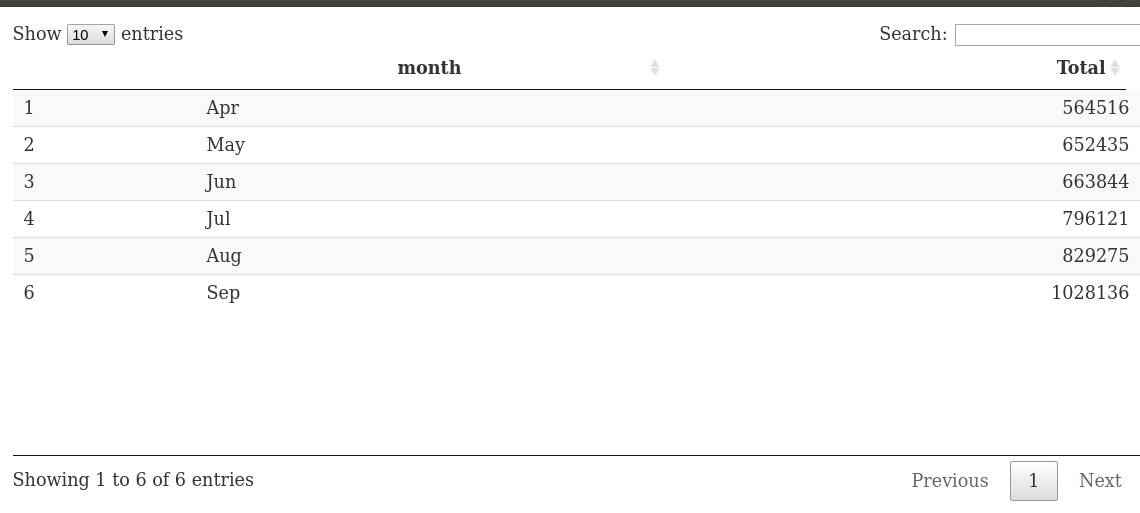 Show 10 entries Search:
month Total
1 Apr 564516
2 May 652435
3 Jun 663844
4 Jul 796121
5 Aug 829275
6 Sep 1028136
Showing 1 to 6 of 6 entries Previous 1 Next